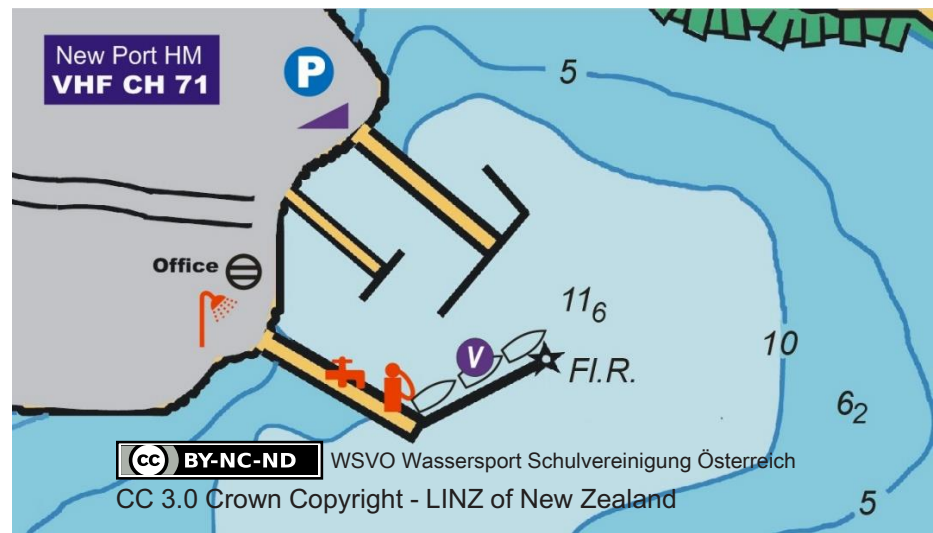 New Port HM
VHF CH 71
P
5
Office
11₆
V
Fl.R.
10
6₂
cc BY-NC-ND
WSVO Wassersport Schulvereinigung Österreich
CC 3.0 Crown Copyright - LINZ of New Zealand
5